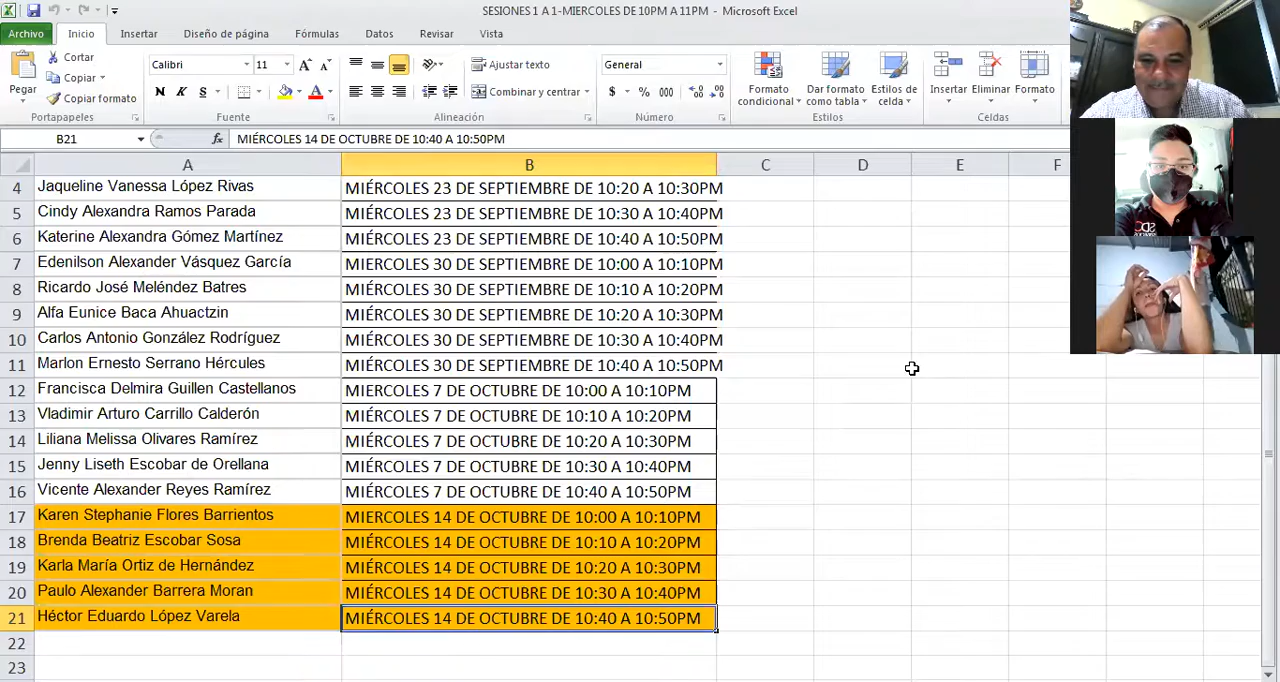 SESIONES 1 A 1-MIERCOLES DE 10PM A 11PM - Microsoft Excel
Archivo Inicio Insertar Diseño de página Fórmulas Datos Revisar Vista
Cortar
Copiar
Copiar formato
Pegar
Portapapeles
Calibri 11
N K S
Fuente
Ajustar texto
Combinar y centrar
Alineación
General
$ % 000
Número
Formato condicional
Dar formato como tabla
Estilos de celda
Estilos
Insertar Eliminar Formato
Celdas
B21 fx MIÉRCOLES 14 DE OCTUBRE DE 10:40 A 10:50PM
A B C D E F
4 Jaqueline Vanessa López Rivas MIÉRCOLES 23 DE SEPTIEMBRE DE 10:20 A 10:30PM
5 Cindy Alexandra Ramos Parada MIÉRCOLES 23 DE SEPTIEMBRE DE 10:30 A 10:40PM
6 Katerine Alexandra Gómez Martínez MIÉRCOLES 23 DE SEPTIEMBRE DE 10:40 A 10:50PM
7 Edenilson Alexander Vásquez García MIERCOLES 30 DE SEPTIEMBRE DE 10:00 A 10:10PM
8 Ricardo José Meléndez Batres MIÉRCOLES 30 DE SEPTIEMBRE DE 10:10 A 10:20PM
9 Alfa Eunice Baca Ahuactzin MIÉRCOLES 30 DE SEPTIEMBRE DE 10:20 A 10:30PM
10 Carlos Antonio González Rodríguez MIÉRCOLES 30 DE SEPTIEMBRE DE 10:30 A 10:40PM
11 Marlon Ernesto Serrano Hércules MIÉRCOLES 30 DE SEPTIEMBRE DE 10:40 A 10:50PM
12 Francisca Delmira Guillen Castellanos MIERCOLES 7 DE OCTUBRE DE 10:00 A 10:10PM
13 Vladimir Arturo Carrillo Calderón MIÉRCOLES 7 DE OCTUBRE DE 10:10 A 10:20PM
14 Liliana Melissa Olivares Ramírez MIÉRCOLES 7 DE OCTUBRE DE 10:20 A 10:30PM
15 Jenny Liseth Escobar de Orellana MIÉRCOLES 7 DE OCTUBRE DE 10:30 A 10:40PM
16 Vicente Alexander Reyes Ramírez MIÉRCOLES 7 DE OCTUBRE DE 10:40 A 10:50PM
17 Karen Stephanie Flores Barrientos MIERCOLES 14 DE OCTUBRE DE 10:00 A 10:10PM
18 Brenda Beatriz Escobar Sosa MIÉRCOLES 14 DE OCTUBRE DE 10:10 A 10:20PM
19 Karla María Ortiz de Hernández MIÉRCOLES 14 DE OCTUBRE DE 10:20 A 10:30PM
20 Paulo Alexander Barrera Moran MIÉRCOLES 14 DE OCTUBRE DE 10:30 A 10:40PM
21 Héctor Eduardo López Varela MIÉRCOLES 14 DE OCTUBRE DE 10:40 A 10:50PM
22
23